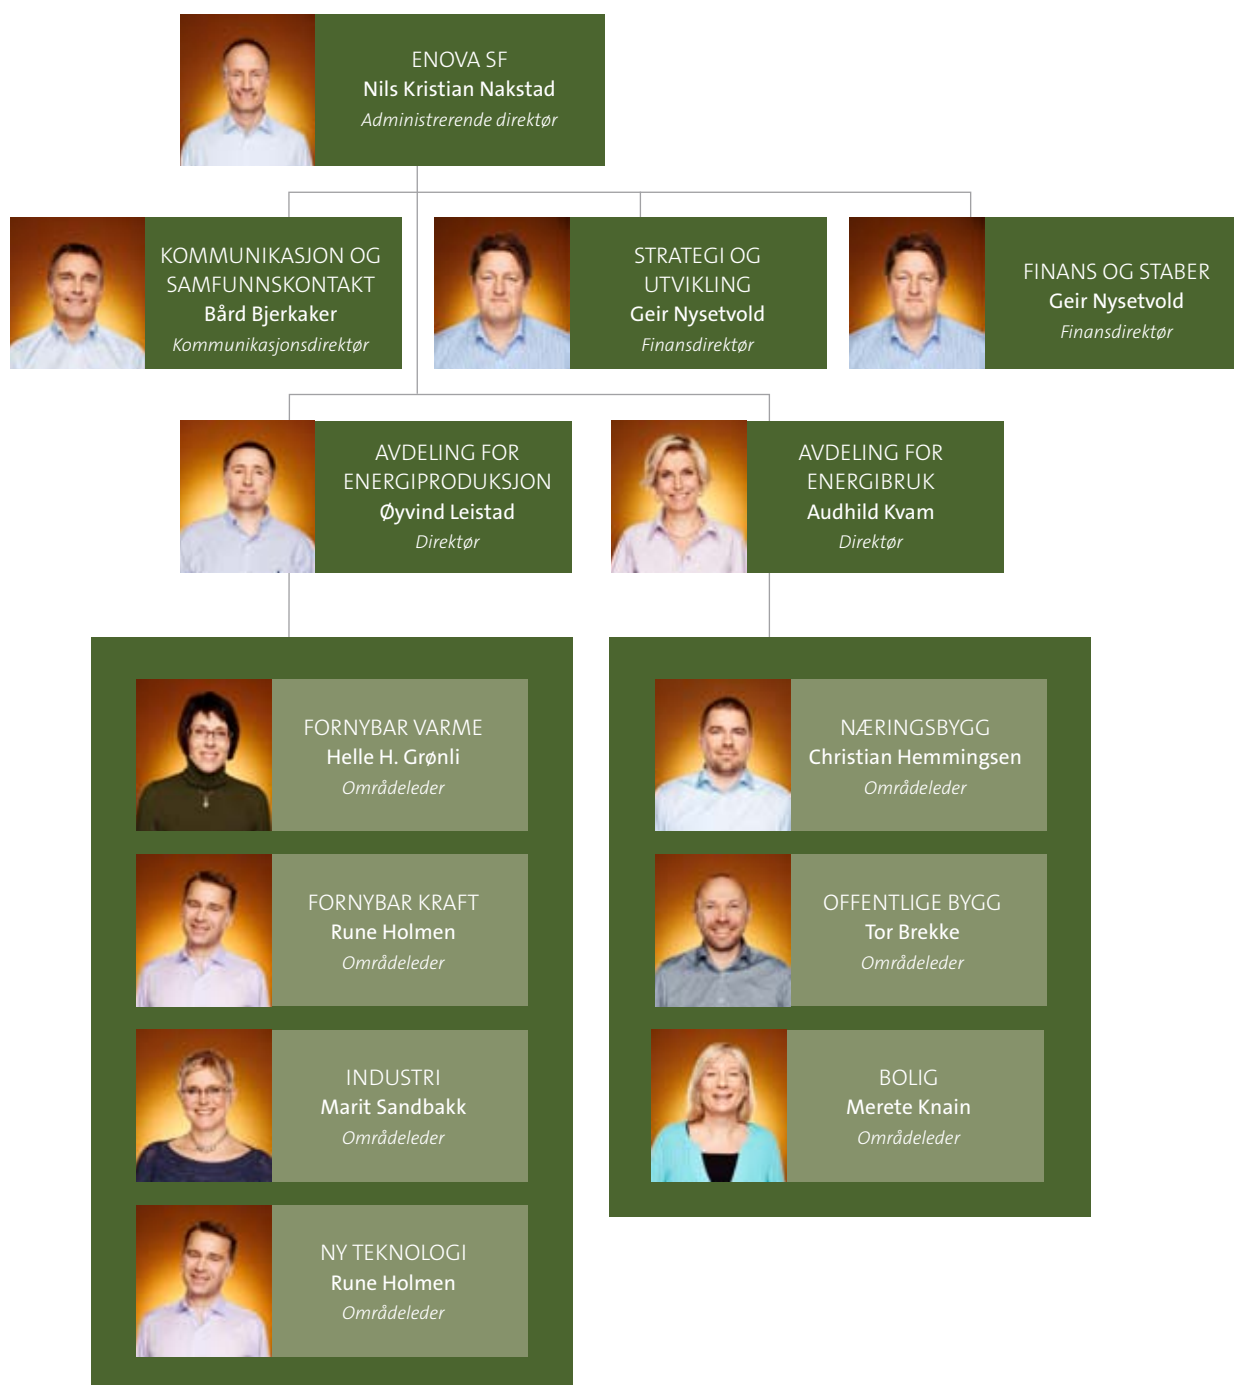 ENOVA SF
Nils Kristian Nakstad
Administrerende direktør
KOMMUNIKASJON OG
SAMFUNNSKONTAKT
Bård Bjerkaker
Kommunikasjonsdirektør
STRATEGI OG
UTVIKLING
Geir Nysetvold
Finansdirektør
FINANS OG STABER
Geir Nysetvold
Finansdirektør
AVDELING FOR
ENERGIPRODUKSJON
Øyvind Leistad
Direktør
AVDELING FOR
ENERGIBRUK
Audhild Kvam
Direktør
FORNYBAR VARME
Helle H. Grønli
Områdeleder
FORNYBAR KRAFT
Rune Holmen
Områdeleder
INDUSTRI
Marit Sandbakk
Områdeleder
NY TEKNOLOGI
Rune Holmen
Områdeleder
NÆRINGSBYGG
Christian Hemmingsen
Områdeleder
OFFENTLIGE BYGG
Tor Brekke
Områdeleder
BOLIG
Merete Knain
Områdeleder